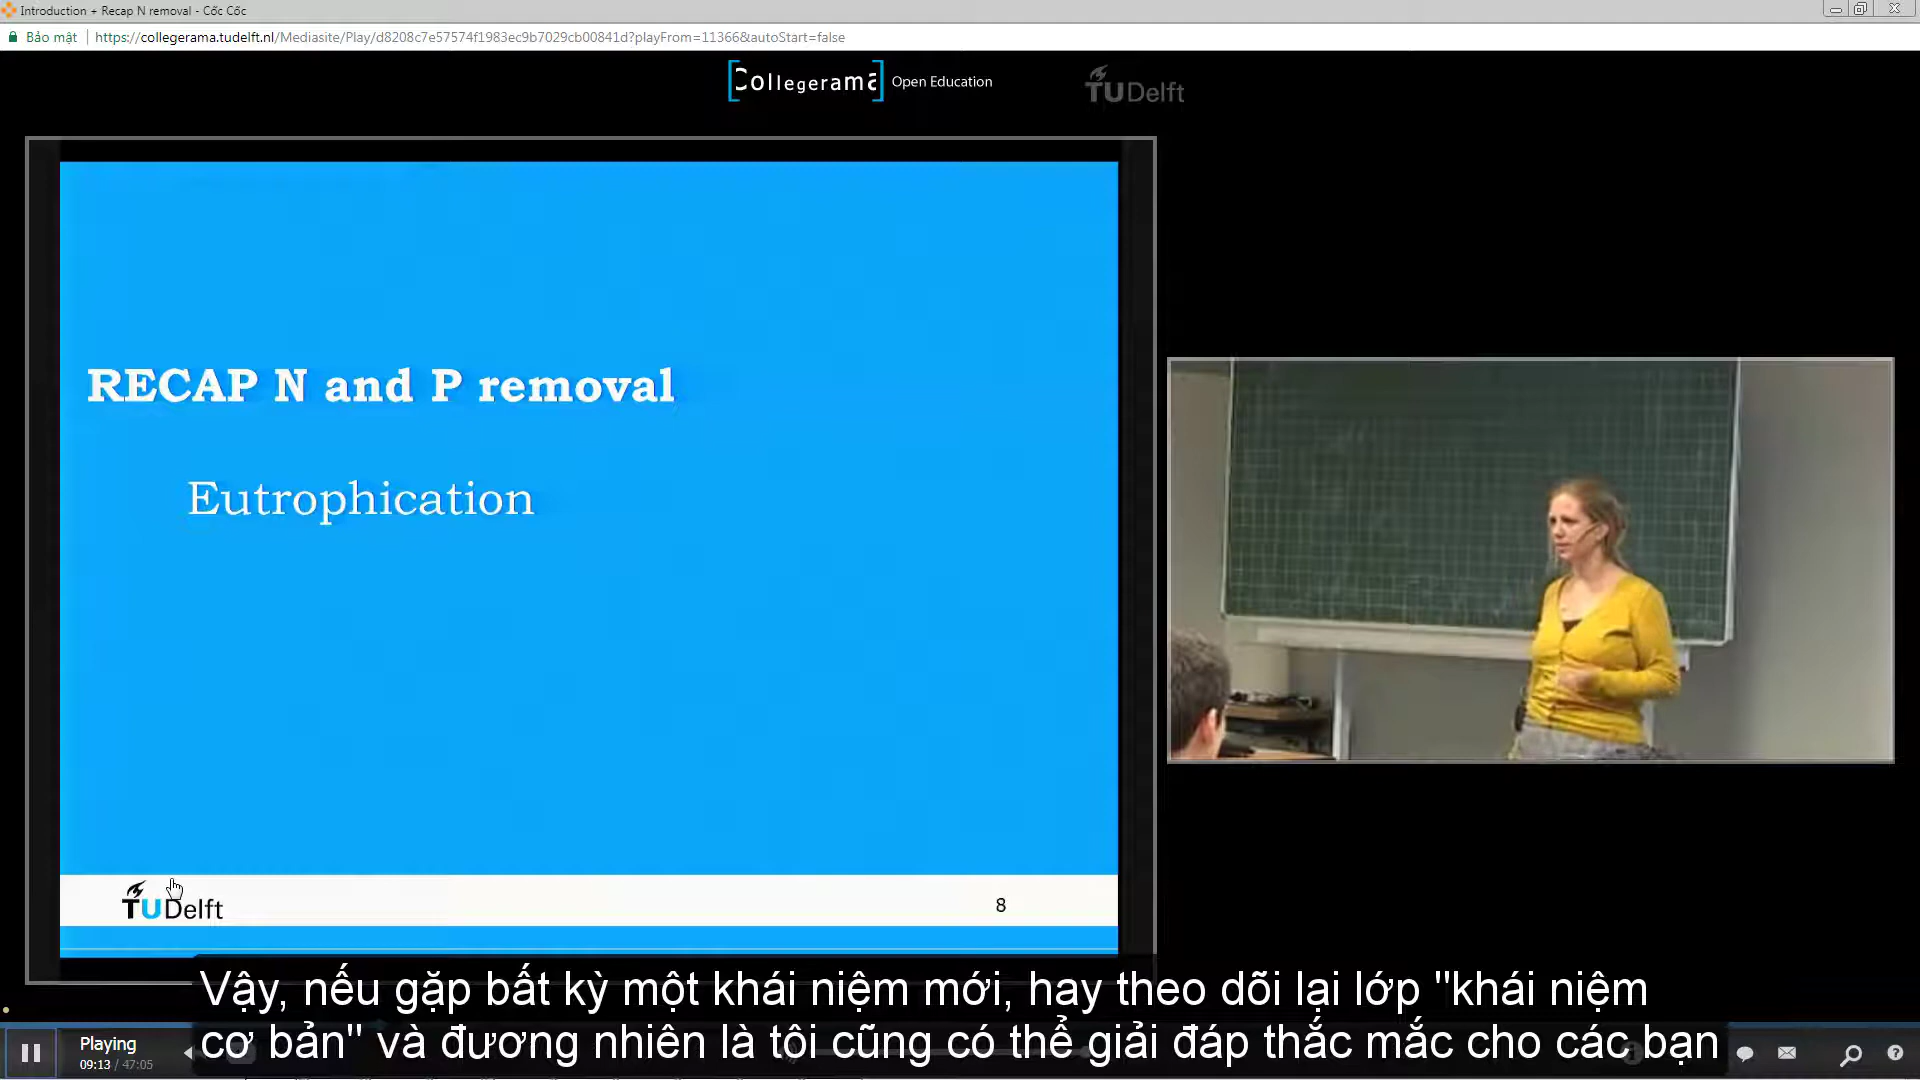 Introduction + Recap N removal - Cốc Cốc
Bảo mật
https://collegerama.tudelft.nl/Mediasite/Play/d8208c7e57574f1983ec9b7029cb00841d?playFrom=11366&autoStart=false
Collegerama Open Education
TU Delft
RECAP N and P removal
Eutrophication
TU Delft
8
Vậy, nếu gặp bất kỳ một khái niệm mới, hay theo dõi lại lớp "khái niệm
cơ bản" và đương nhiên là tôi cũng có thể giải đáp thắc mắc cho các bạn
Playing
09:13 / 47:05